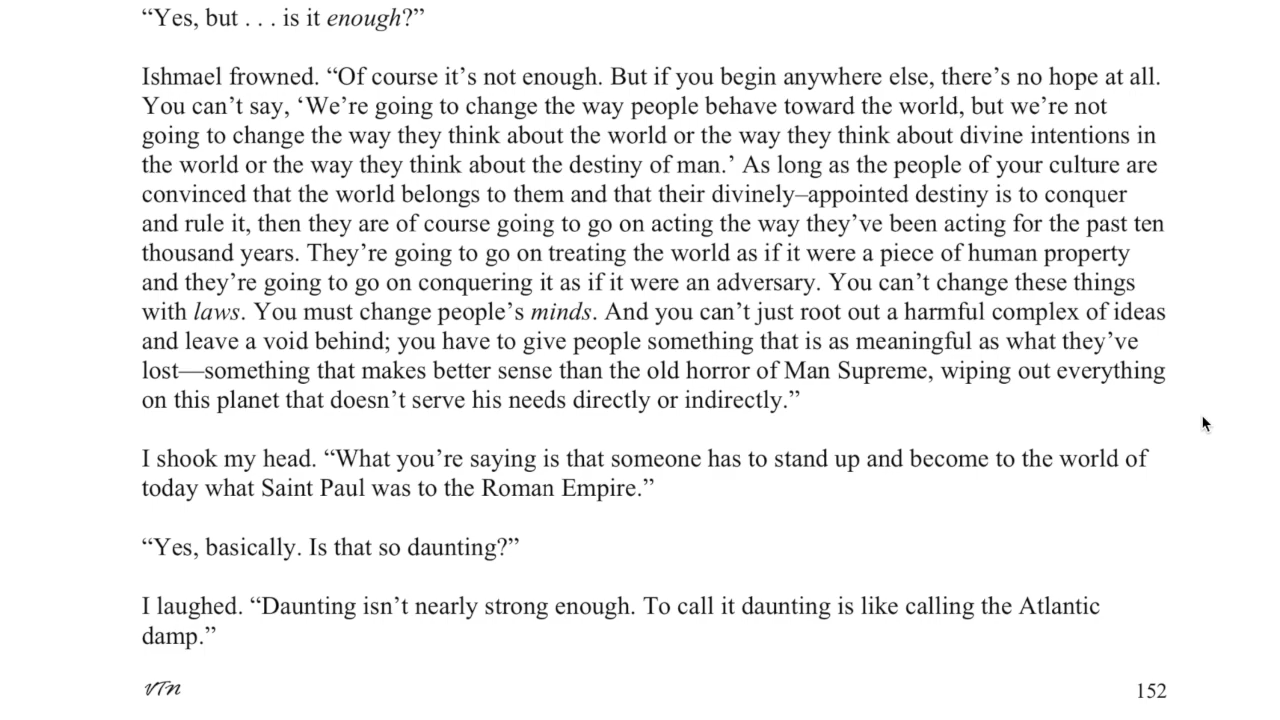 “Yes, but . . . is it enough?”
Ishmael frowned. “Of course it’s not enough. But if you begin anywhere else, there’s no hope at all.
You can’t say, ‘We’re going to change the way people behave toward the world, but we’re not
going to change the way they think about the world or the way they think about divine intentions in
the world or the way they think about the destiny of man.’ As long as the people of your culture are
convinced that the world belongs to them and that their divinely–appointed destiny is to conquer
and rule it, then they are of course going to go on acting the way they’ve been acting for the past ten
thousand years. They’re going to go on treating the world as if it were a piece of human property
and they’re going to go on conquering it as if it were an adversary. You can’t change these things
with laws. You must change people’s minds. And you can’t just root out a harmful complex of ideas
and leave a void behind; you have to give people something that is as meaningful as what they’ve
lost—something that makes better sense than the old horror of Man Supreme, wiping out everything
on this planet that doesn’t serve his needs directly or indirectly.”
I shook my head. “What you’re saying is that someone has to stand up and become to the world of
today what Saint Paul was to the Roman Empire.”
“Yes, basically. Is that so daunting?”
I laughed. “Daunting isn’t nearly strong enough. To call it daunting is like calling the Atlantic
damp.”
VTN 152